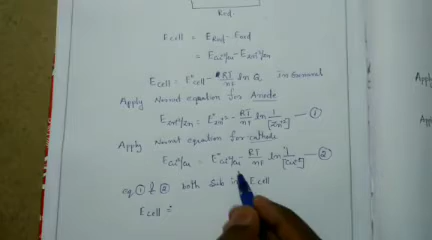 Red.
Ecell = ERed - Eoxd
= ECu²⁺/Cu - EZn²⁺/Zn
Ecell = E°cell - RT/nF ln Q in General
Apply Nernst equation for Anode
EZn²⁺/Zn = E°Zn²⁺/Zn - RT/nF ln 1/[Zn²⁺] — ①
Apply Nernst equation for cathode
ECu²⁺/Cu = E°Cu²⁺/Cu - RT/nF ln 1/[Cu²⁺] — ②
eq ① & ② both Sub in Ecell
Ecell =